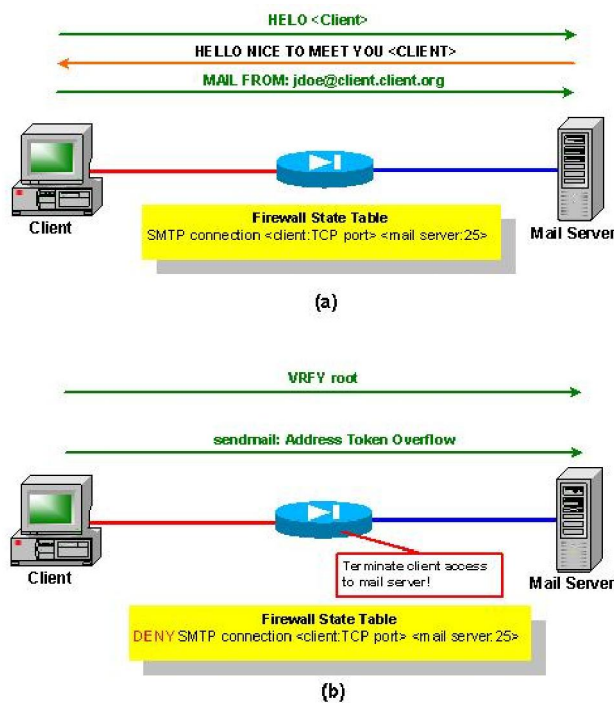 HELO <Client>
HELLO NICE TO MEET YOU <CLIENT>
MAIL FROM: jdoe@client.client.org
Client
Mail Server
Firewall State Table
SMTP connection <client:TCP port> <mail server:25>
(a)
VRFY root
sendmail: Address Token Overflow
Client
Mail Server
Terminate client access
to mail server!
Firewall State Table
DENY SMTP connection <client:TCP port> <mail server:25>
(b)